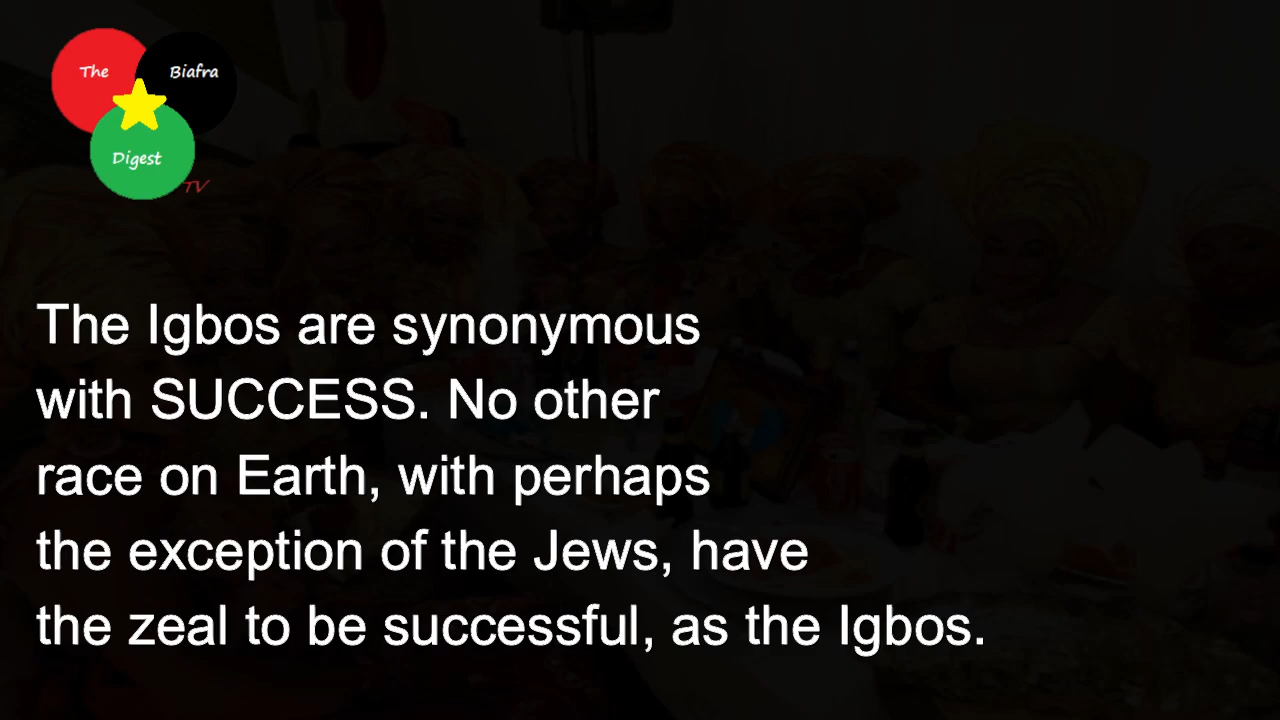 The
Biafra
Digest
TV
The Igbos are synonymous
with SUCCESS. No other
race on Earth, with perhaps
the exception of the Jews, have
the zeal to be successful, as the Igbos.